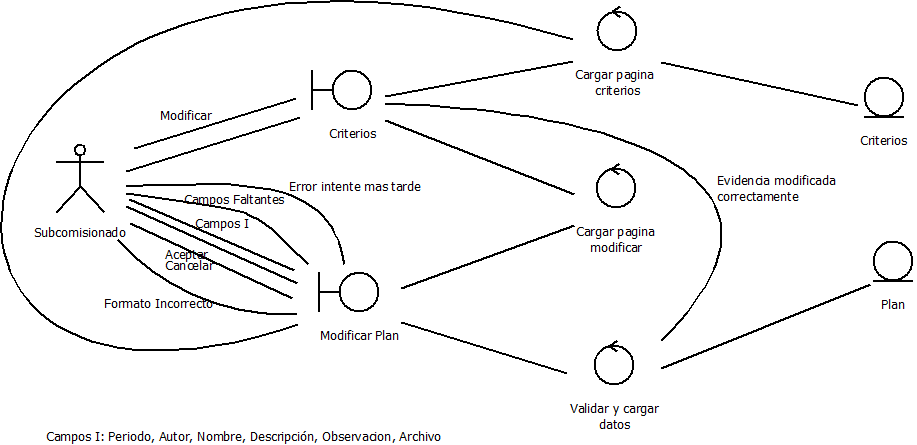 Cargar pagina
criterios
Modificar
Criterios
Criterios
Error intente mas tarde
Evidencia modificada
correctamente
Campos Faltantes
Campos I
Subcomisionado
Cargar pagina
modificar
Aceptar
Cancelar
Formato Incorrecto
Plan
Modificar Plan
Validar y cargar
datos
Campos I: Periodo, Autor, Nombre, Descripción, Observacion, Archivo